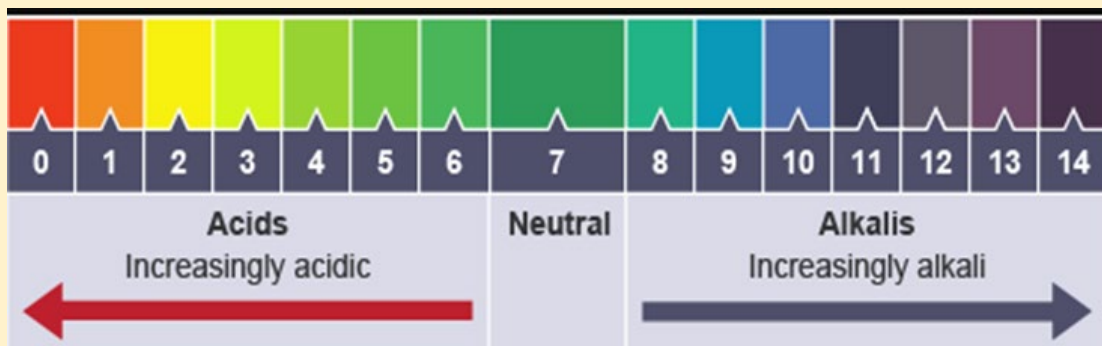 0 1 2 3 4 5 6 7 8 9 10 11 12 13 14
Acids Neutral Alkalis
Increasingly acidic Increasingly alkali